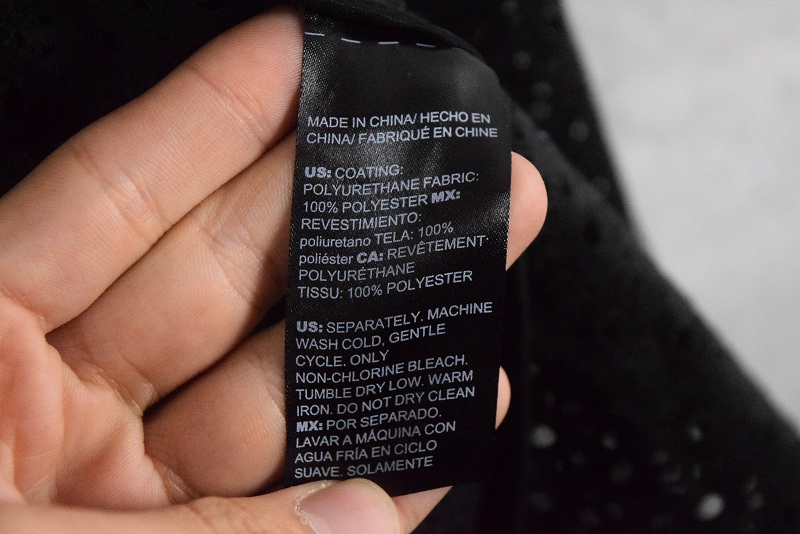 MADE IN CHINA/ HECHO EN
CHINA/ FABRIQUÉ EN CHINE
US: COATING:
POLYURETHANE FABRIC:
100% POLYESTER MX:
REVESTIMIENTO:
poliuretano TELA: 100%
poliéster CA: REVÊTEMENT·
POLYURÉTHANE
TISSU: 100% POLYESTER
US: SEPARATELY. MACHINE
WASH COLD, GENTLE
CYCLE. ONLY
NON-CHLORINE BLEACH.
TUMBLE DRY LOW. WARM
IRON. DO NOT DRY CLEAN
MX: POR SEPARADO.
LAVAR A MÁQUINA CON
AGUA FRÍA EN CICLO
SUAVE. SOLAMENTE